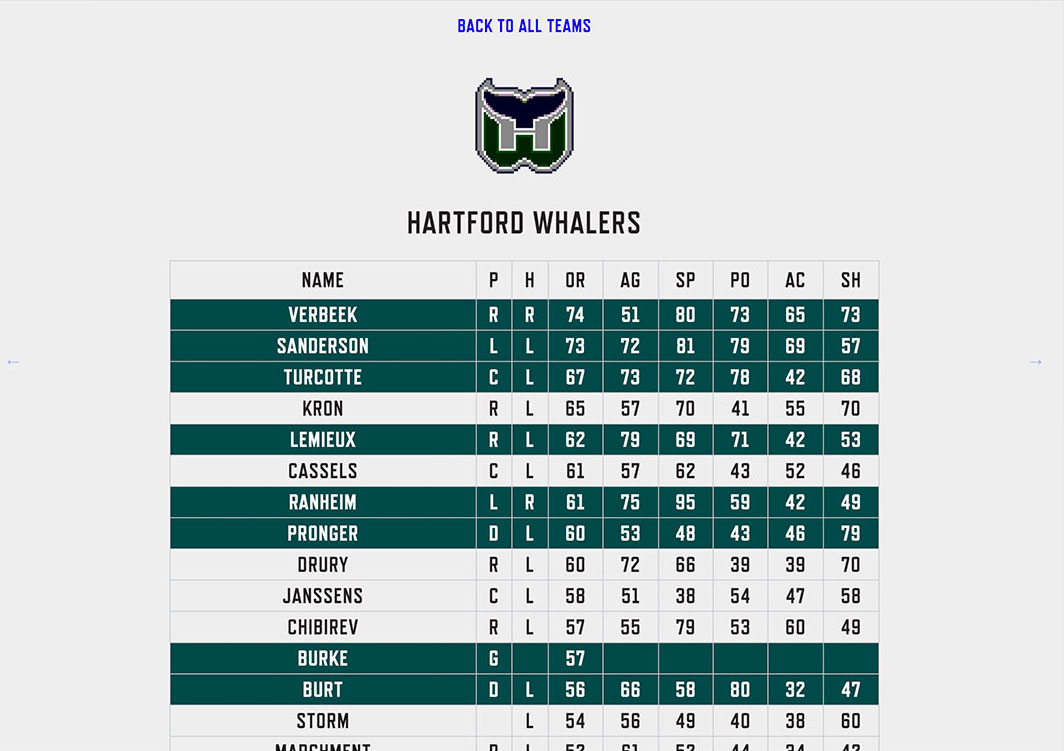 BACK TO ALL TEAMS
HARTFORD WHALERS
NAME P H OR AG SP PO AC SH
VERBEEK R R 74 51 80 73 65 73
SANDERSON L L 73 72 81 79 69 57
← →
TURCOTTE C L 67 73 72 78 42 68
KRON R L 65 57 70 41 55 70
LEMIEUX R L 62 79 69 71 42 53
CASSELS C L 61 57 62 43 52 46
RANHEIM L R 61 75 95 59 42 49
PRONGER D L 60 53 48 43 46 79
DRURY R L 60 72 66 39 39 70
JANSSENS C L 58 51 38 54 47 58
CHIBIREV R L 57 55 79 53 60 49
BURKE G 57
BURT D L 56 66 58 80 32 47
STORM L 54 56 49 40 38 60
MARCHMENT